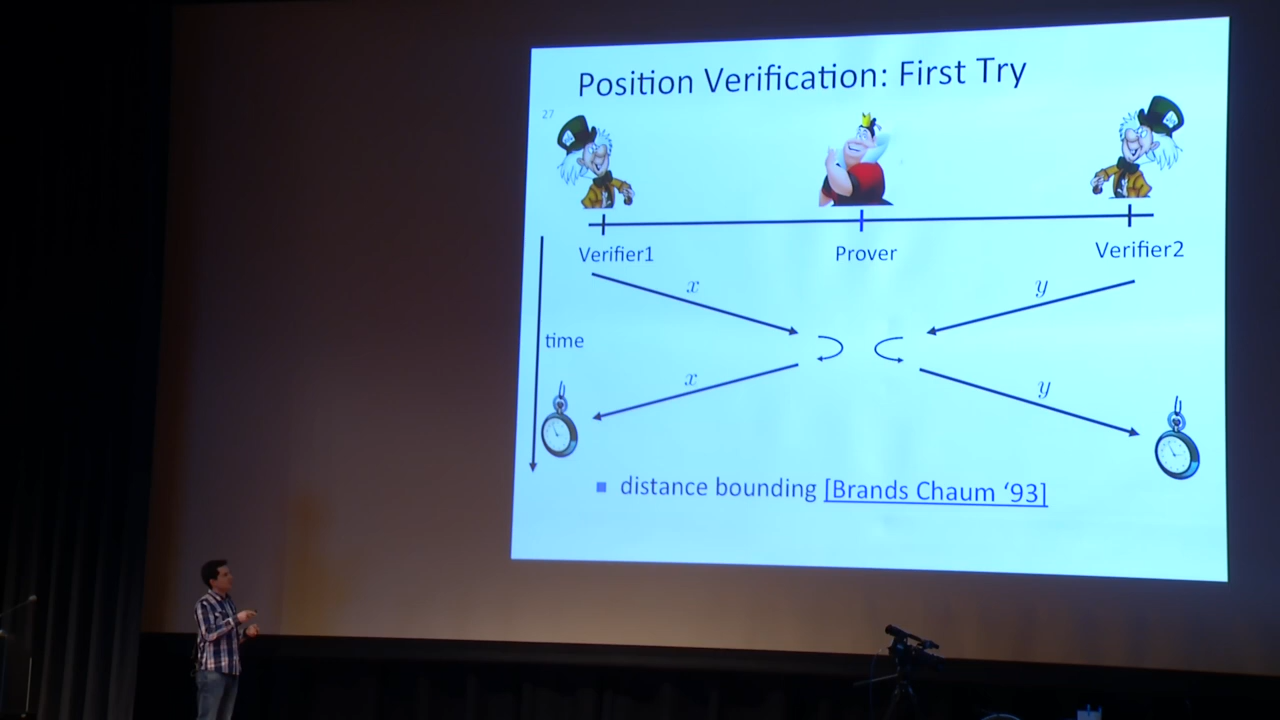 Position Verification: First Try
27
Verifier1
Prover
Verifier2
x
y
time
x
y
distance bounding [Brands Chaum ‘93]